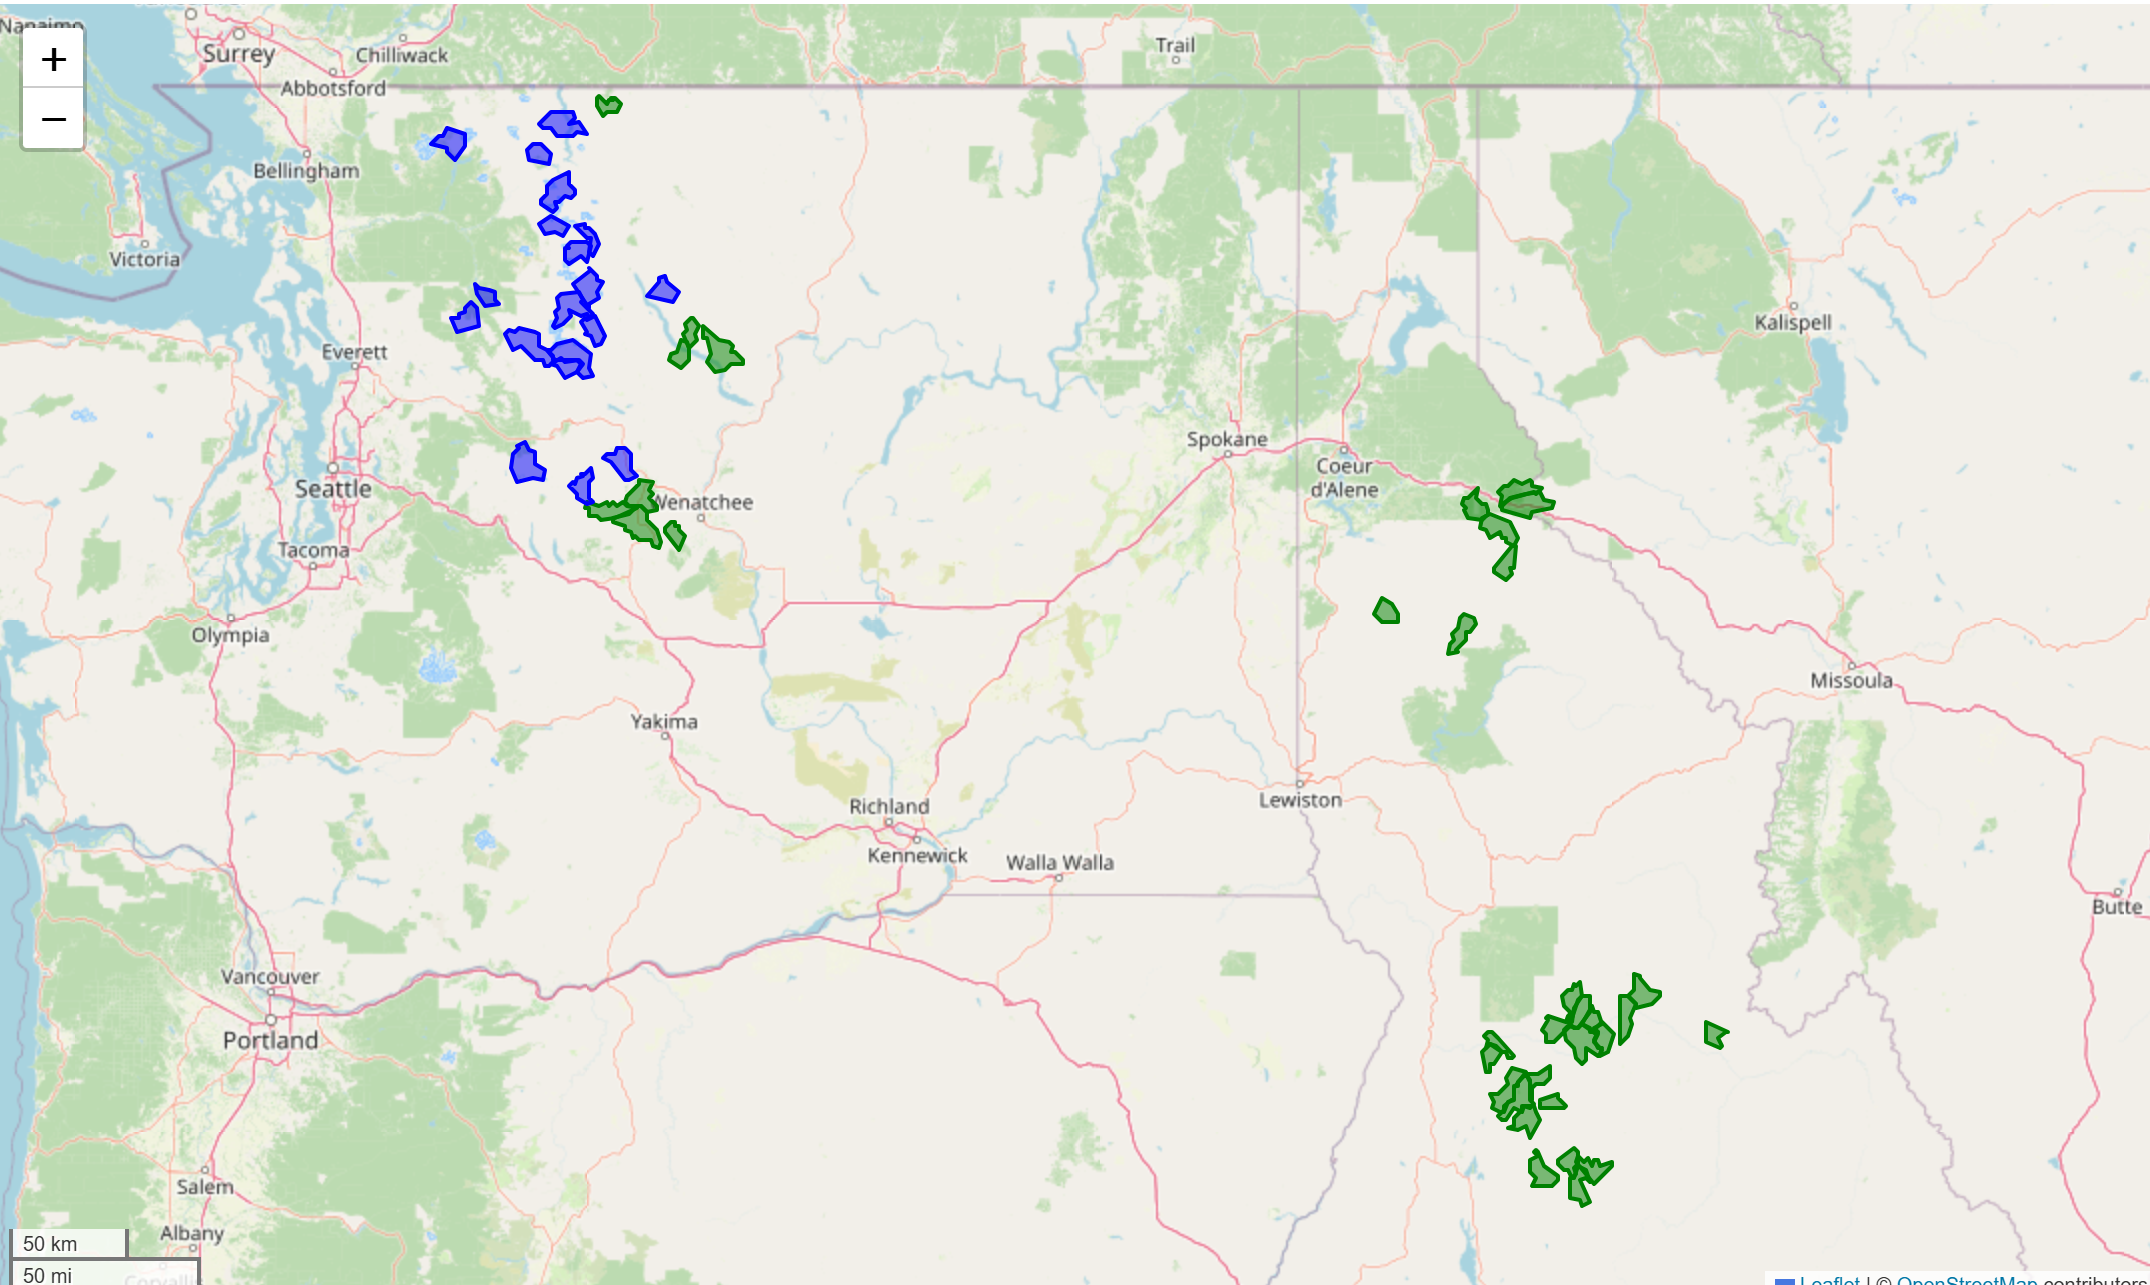 Nanaimo
+
−
Surrey
Chilliwack
Trail
Abbotsford
Bellingham
Victoria
Kalispell
Everett
Spokane
Coeur
d'Alene
Seattle
Wenatchee
Tacoma
Olympia
Missoula
Yakima
Lewiston
Richland
Kennewick
Walla Walla
Butte
Vancouver
Portland
Salem
Albany
50 km
50 mi
Corvallis
Leaflet | © OpenStreetMap contributors